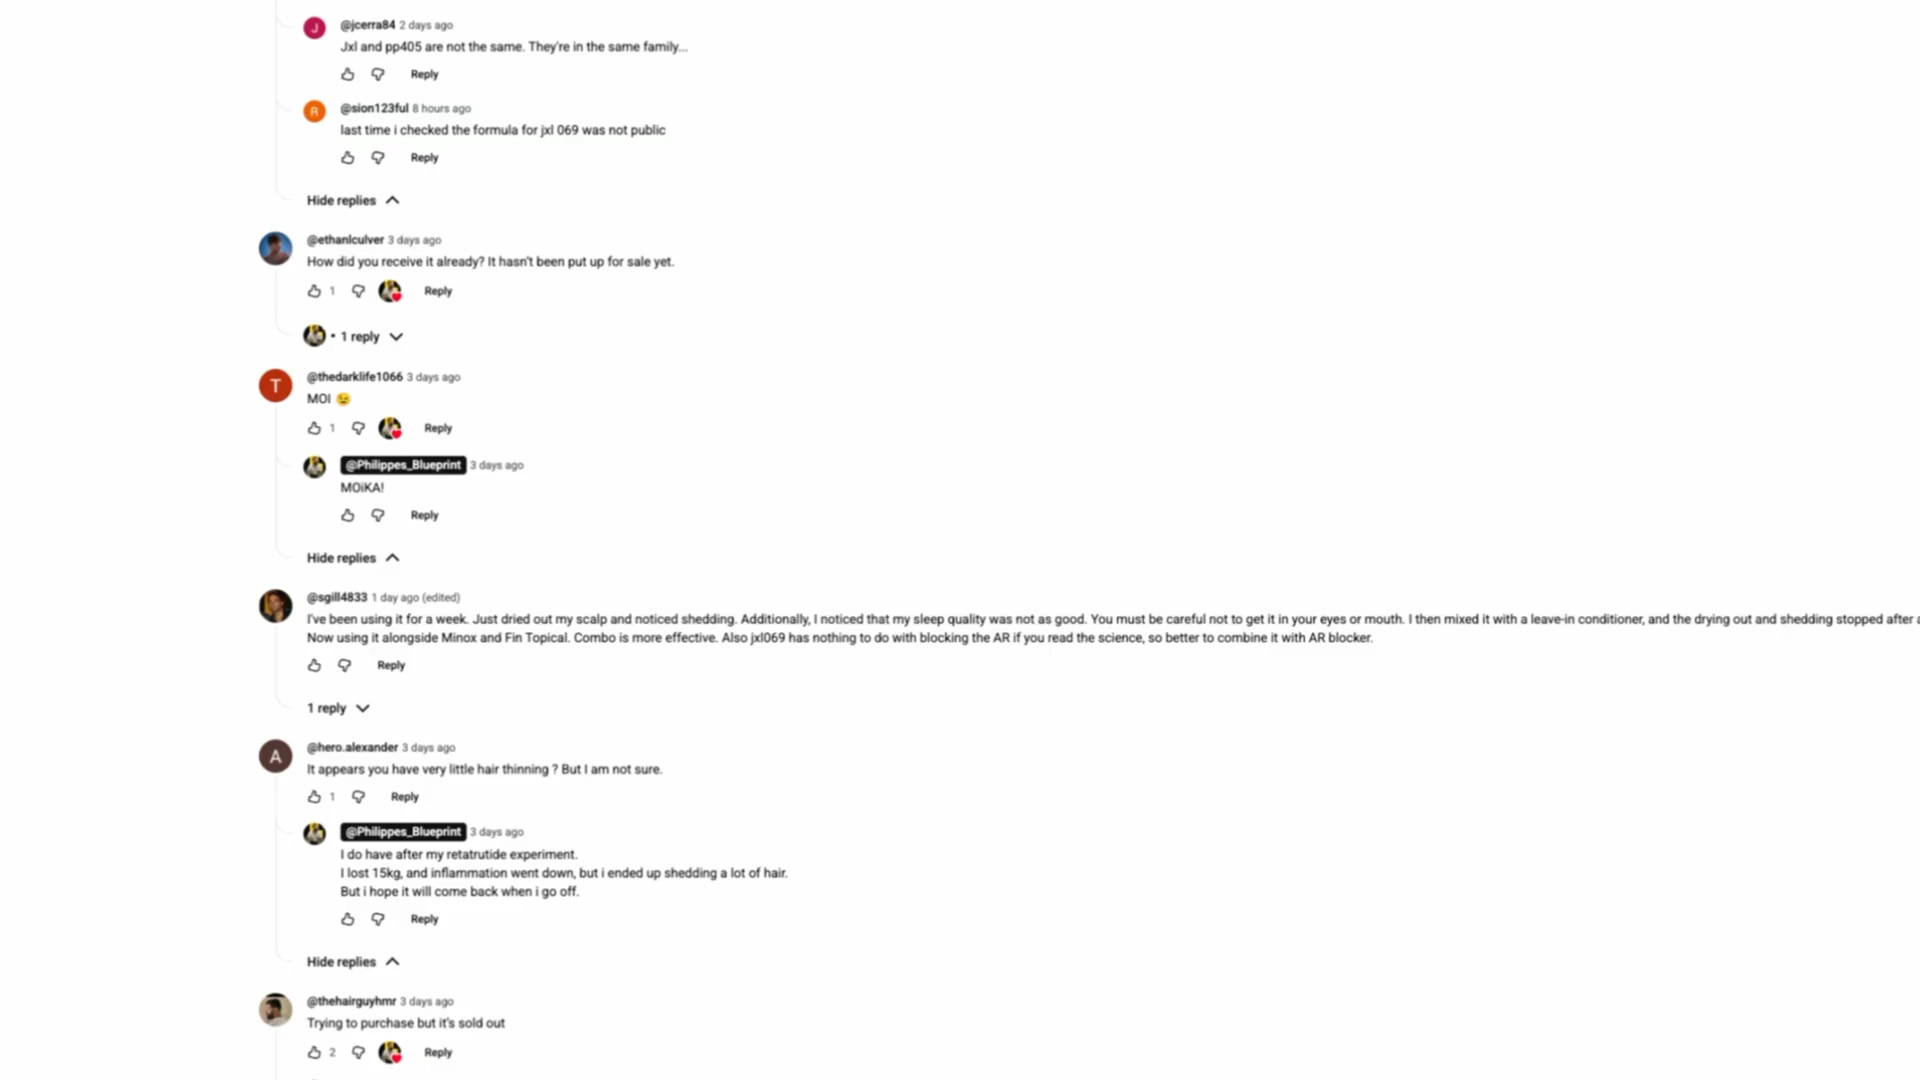 J
@jcerra84 2 days ago
Jxl and pp405 are not the same. They're in the same family...
Reply
R
@sion123ful 8 hours ago
last time i checked the formula for jxl 069 was not public
Reply
Hide replies
@ethanlculver 3 days ago
How did you receive it already? It hasn't been put up for sale yet.
1 Reply
• 1 reply
T
@thedarklife1066 3 days ago
MOI 😉
1 Reply
@Philippes_Blueprint 3 days ago
MOiKA!
Reply
Hide replies
@sgill4833 1 day ago (edited)
I've been using it for a week. Just dried out my scalp and noticed shedding. Additionally, I noticed that my sleep quality was not as good. You must be careful not to get it in your eyes or mouth. I then mixed it with a leave-in conditioner, and the drying out and shedding stopped after
Now using it alongside Minox and Fin Topical. Combo is more effective. Also jxl069 has nothing to do with blocking the AR if you read the science, so better to combine it with AR blocker.
Reply
1 reply
A
@hero.alexander 3 days ago
It appears you have very little hair thinning ? But I am not sure.
1 Reply
@Philippes_Blueprint 3 days ago
I do have after my retatrutide experiment.
I lost 15kg, and inflammation went down, but i ended up shedding a lot of hair.
But i hope it will come back when i go off.
Reply
Hide replies
@thehairguyhmr 3 days ago
Trying to purchase but it's sold out
2 Reply